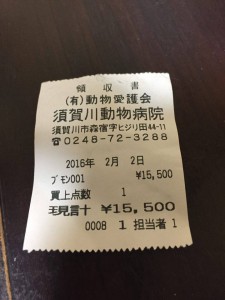 領収書
(有)動物愛護会
須賀川動物病院
須賀川市森宿字ヒジリ田44-11
☎0248-72-3288
2016年 2月 2日
ブモン001 ¥15,500
買上点数 1
現計 ¥15,500
0008 1 担当者 1